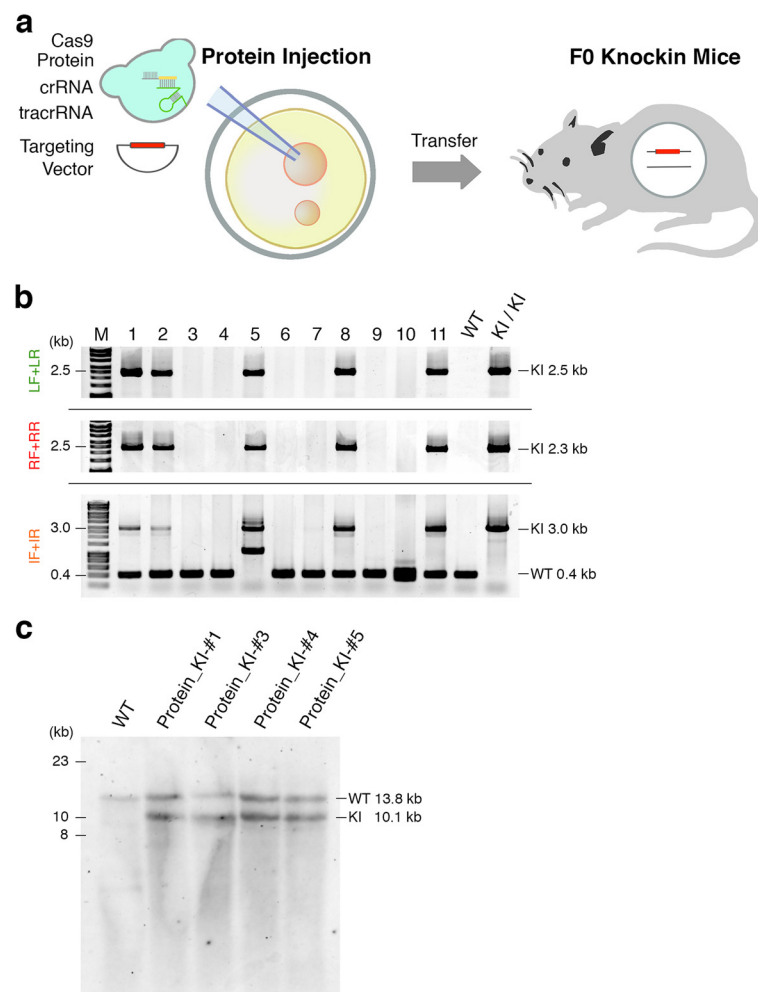 a
Cas9
Protein
crRNA
tracrRNA
Targeting
Vector
Protein Injection
Transfer
F0 Knockin Mice
b
M 1 2 3 4 5 6 7 8 9 10 11 WT KI / KI
(kb)
LF+LR
2.5
KI 2.5 kb
RF+RR
2.5
KI 2.3 kb
IF+IR
3.0
KI 3.0 kb
0.4
WT 0.4 kb
c
WT Protein_KI-#1 Protein_KI-#3 Protein_KI-#4 Protein_KI-#5
(kb)
23
WT 13.8 kb
10
KI 10.1 kb
8